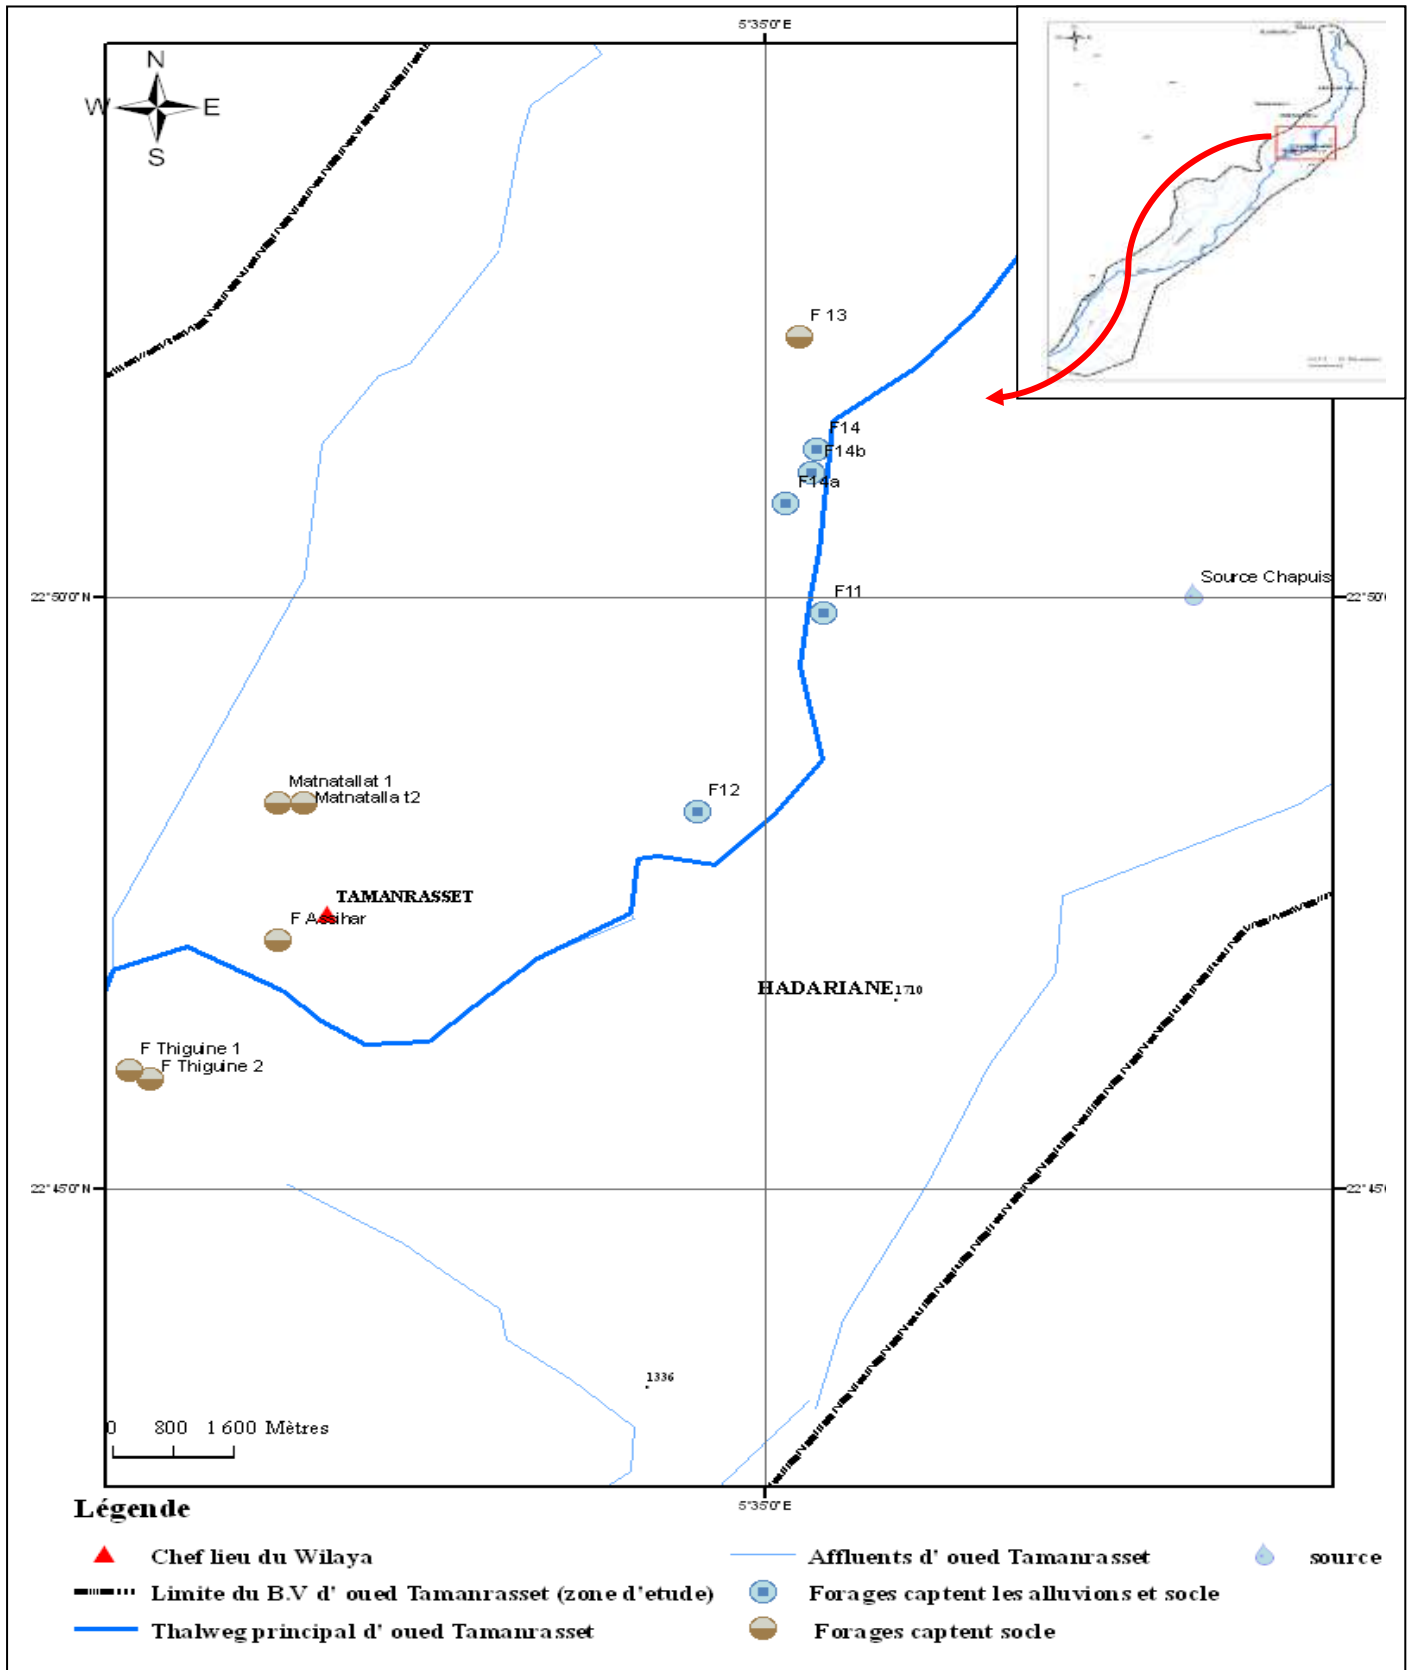 5°35'0"E
N
W E
S
F 13
F14
F14b
F14a
Source Chapuis
F11
22°50'0"N
22°50'
Matnatallat 1
Matnatalla t2
F12
TAMANRASSET
F Assihar
HADARIANE 1710
F Thiguine 1
F Thiguine 2
22°45'0"N
22°45'
1336
0 800 1 600 Mètres
5°35'0"E
Légende
Chef lieu du Wilaya
Affluents d' oued Tamanrasset
source
Limite du B.V d' oued Tamanrasset (zone d'etude)
Forages captent les alluvions et socle
Thalweg principal d' oued Tamanrasset
Forages captent socle